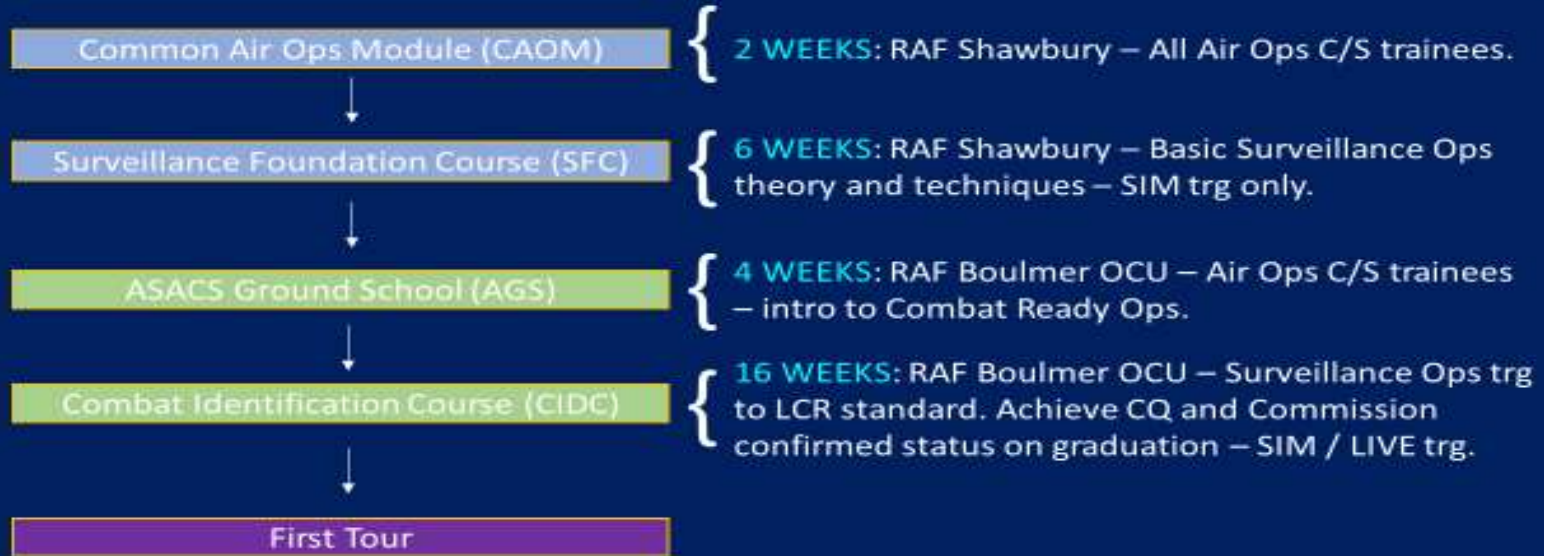 Common Air Ops Module (CAOM)
2 WEEKS: RAF Shawbury – All Air Ops C/S trainees.
Surveillance Foundation Course (SFC)
6 WEEKS: RAF Shawbury – Basic Surveillance Ops
theory and techniques – SIM trg only.
ASACS Ground School (AGS)
4 WEEKS: RAF Boulmer OCU – Air Ops C/S trainees
– intro to Combat Ready Ops.
Combat Identification Course (CIDC)
16 WEEKS: RAF Boulmer OCU – Surveillance Ops trg
to LCR standard. Achieve CQ and Commission
confirmed status on graduation – SIM / LIVE trg.
First Tour